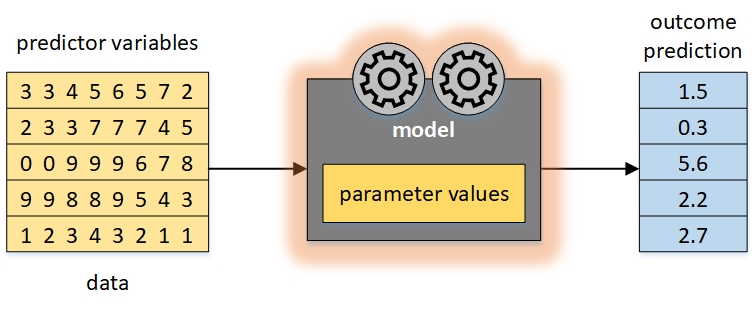 predictor variables
3 3 4 5 6 5 7 2
2 3 3 7 7 7 4 5
0 0 9 9 9 6 7 8
9 9 8 8 9 5 4 3
1 2 3 4 3 2 1 1
data
model
parameter values
outcome
prediction
1.5
0.3
5.6
2.2
2.7